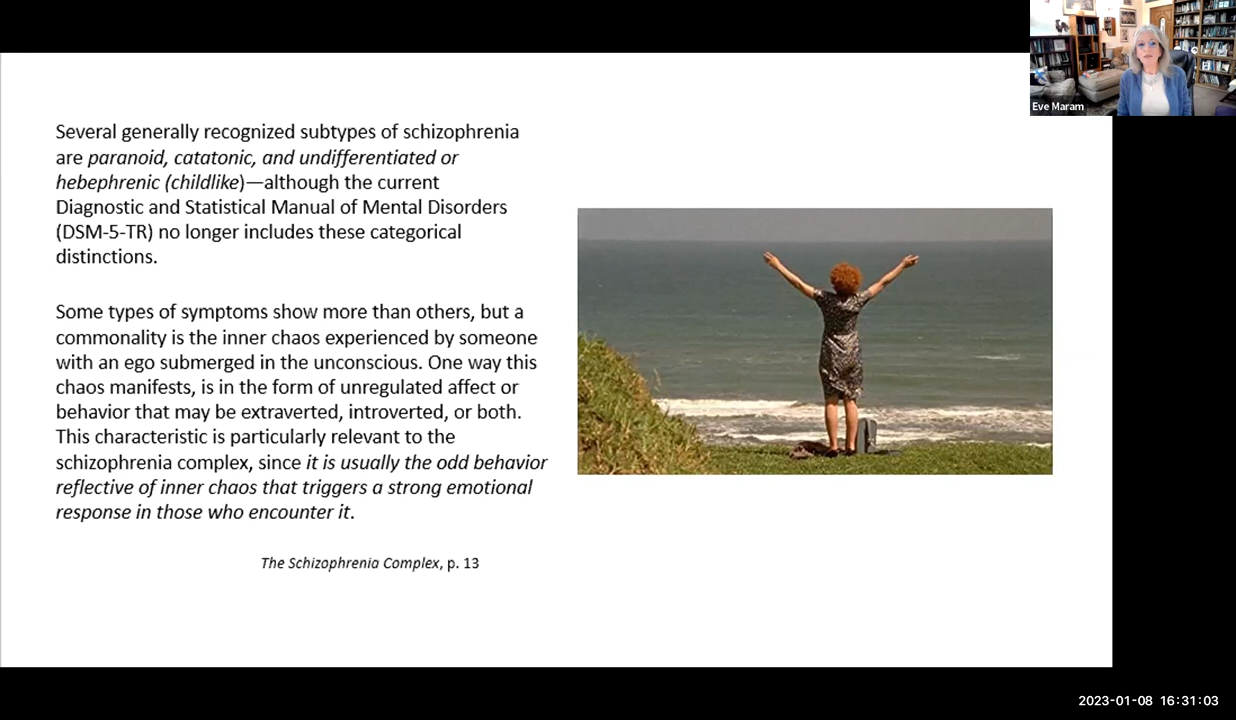 Eve Maram
Several generally recognized subtypes of schizophrenia
are paranoid, catatonic, and undifferentiated or
hebephrenic (childlike)—although the current
Diagnostic and Statistical Manual of Mental Disorders
(DSM-5-TR) no longer includes these categorical
distinctions.
Some types of symptoms show more than others, but a
commonality is the inner chaos experienced by someone
with an ego submerged in the unconscious. One way this
chaos manifests, is in the form of unregulated affect or
behavior that may be extraverted, introverted, or both.
This characteristic is particularly relevant to the
schizophrenia complex, since it is usually the odd behavior
reflective of inner chaos that triggers a strong emotional
response in those who encounter it.
The Schizophrenia Complex, p. 13
2023-01-08 16:31:03